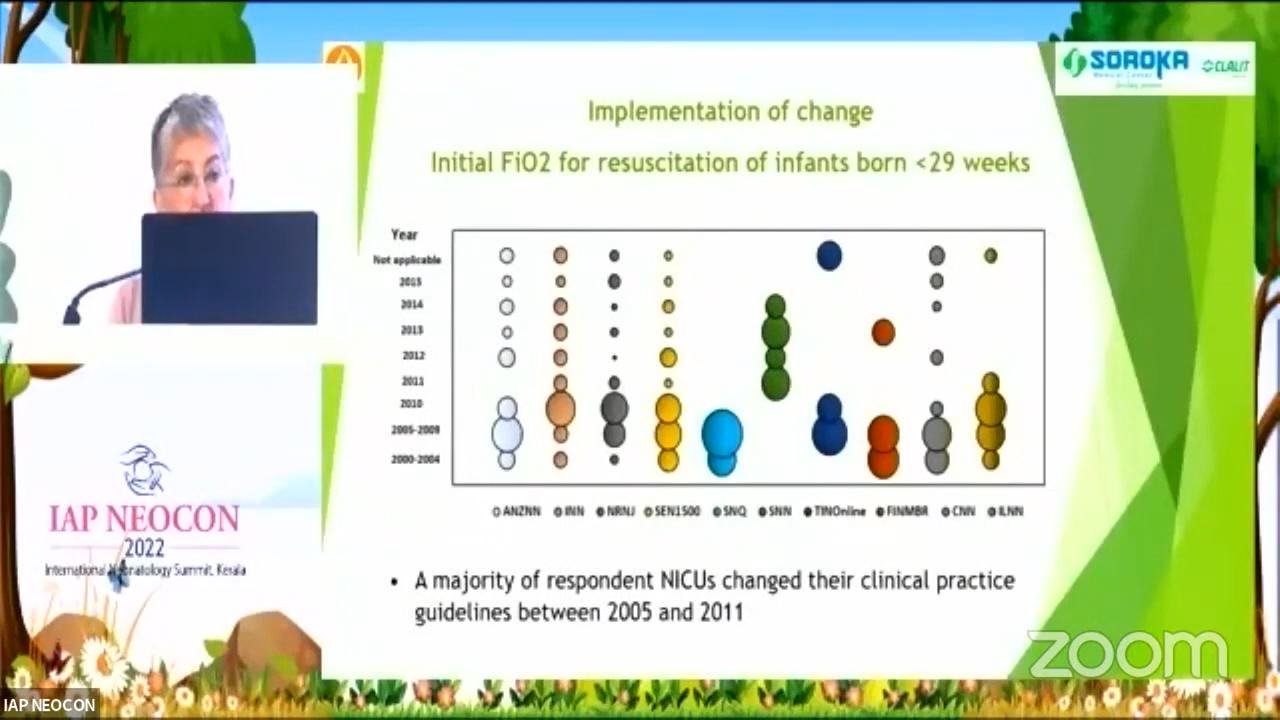 SOROKA
Medical Center
CLALIT
Implementation of change
Initial FiO2 for resuscitation of infants born <29 weeks
Year
Not applicable
2015
2014
2013
2012
2011
2010
2005-2009
2000-2004
ANZNN INN NRNJ SEN1500 SNQ SNN TINOnline FINMBR CNN ILNN
• A majority of respondent NICUs changed their clinical practice
guidelines between 2005 and 2011
IAP NEOCON
2022
International Neonatology Summit, Kerala
zoom
IAP NEOCON